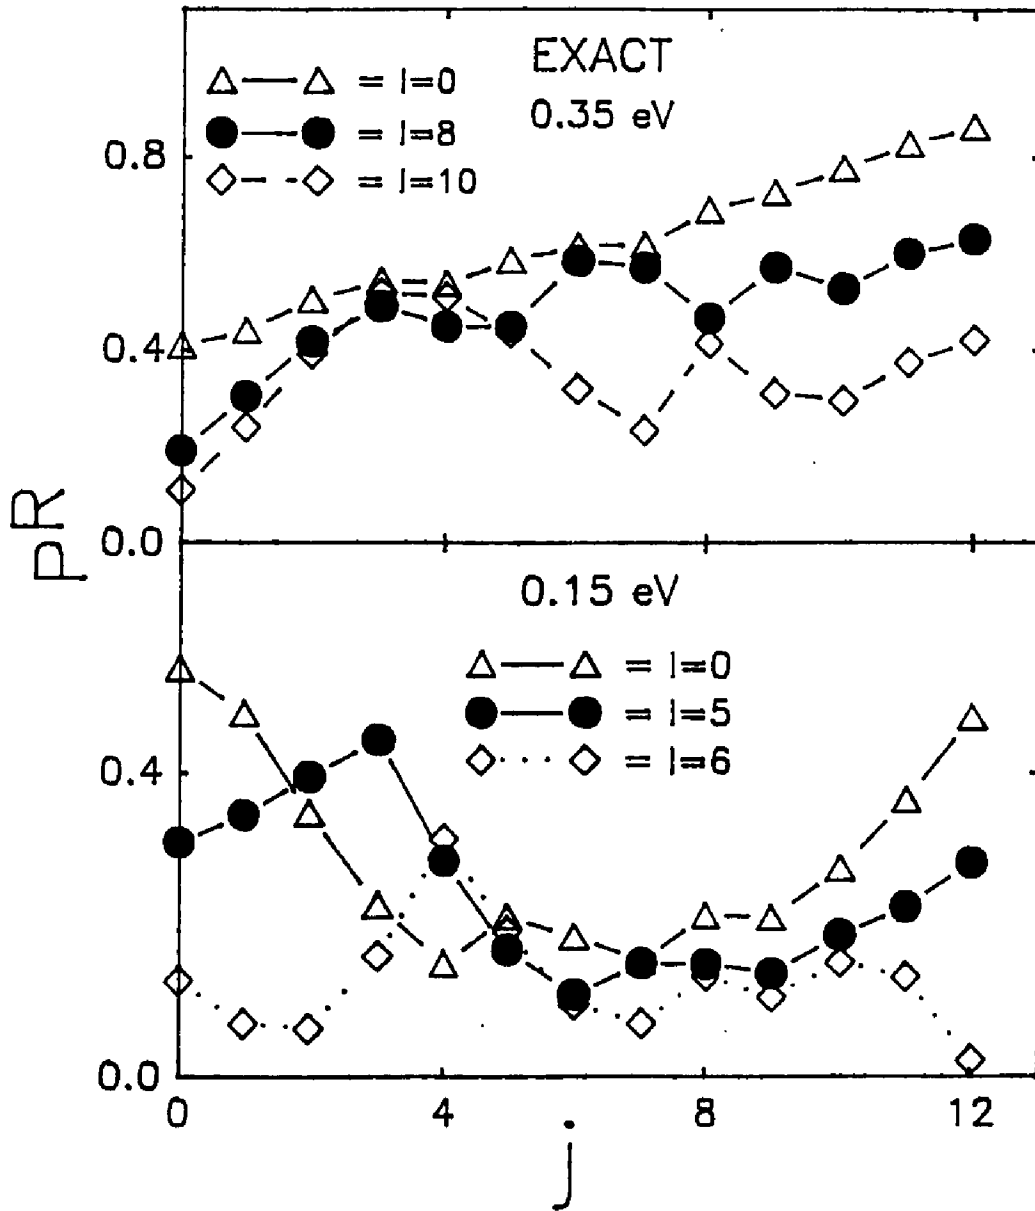 EXACT
0.35 eV
= l=0
= l=8
= l=10
0.8
0.4
0.0
PR
0.15 eV
= l=0
= l=5
= l=6
0.4
0.0
0 4 8 12
j